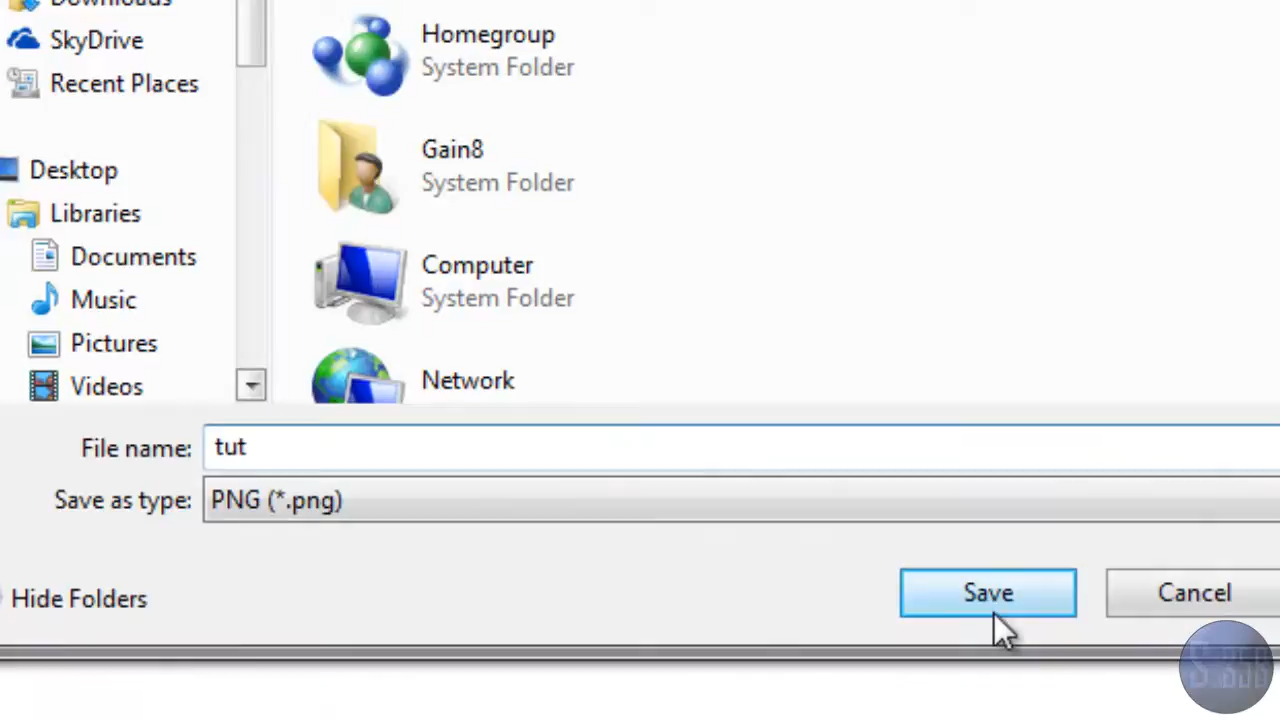 Downloads
SkyDrive
Recent Places
Desktop
Libraries
Documents
Music
Pictures
Videos
Homegroup
System Folder
Gain8
System Folder
Computer
System Folder
Network
File name: tut
Save as type: PNG (*.png)
Hide Folders
Save
Cancel